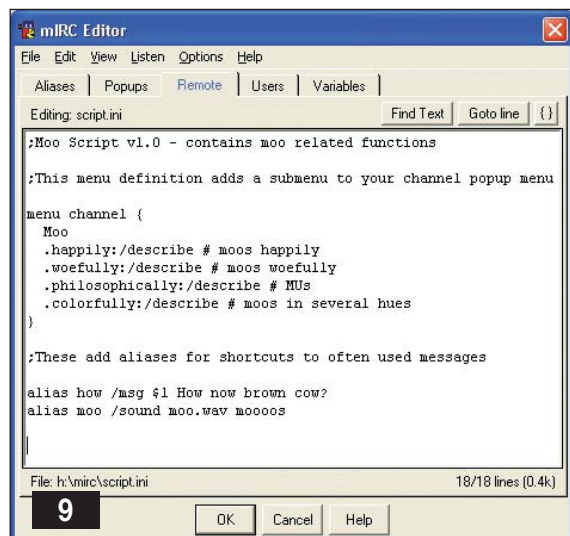 mIRC Editor
File Edit View Listen Options Help
Aliases Popups Remote Users Variables
Editing: script.ini Find Text Goto line {}
;Moo Script v1.0 - contains moo related functions
;This menu definition adds a submenu to your channel popup menu
menu channel {
Moo
.happily:/describe # moos happily
.woefully:/describe # moos woefully
.philosophically:/describe # MUs
.colorfully:/describe # moos in several hues
}
;These add aliases for shortcuts to often used messages
alias how /msg $1 How now brown cow?
alias moo /sound moo.wav moooos
File: h:\mirc\script.ini 18/18 lines (0.4k)
9
OK Cancel Help